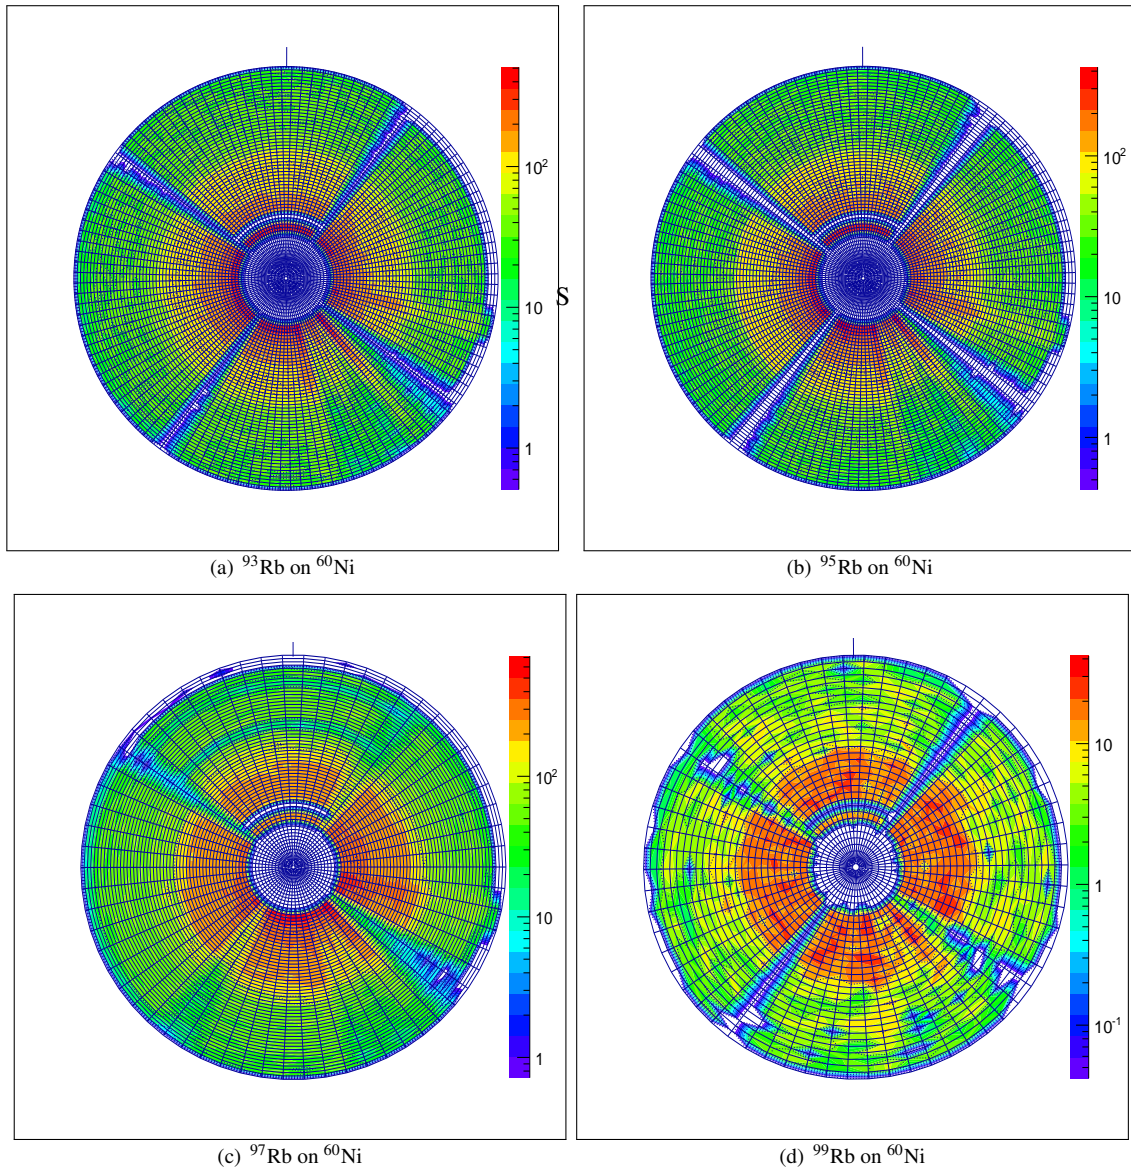 10²
10
1
S
10²
10
1
(a) ⁹³Rb on ⁶⁰Ni
(b) ⁹⁵Rb on ⁶⁰Ni
10²
10
1
10
1
10⁻¹
(c) ⁹⁷Rb on ⁶⁰Ni
(d) ⁹⁹Rb on ⁶⁰Ni